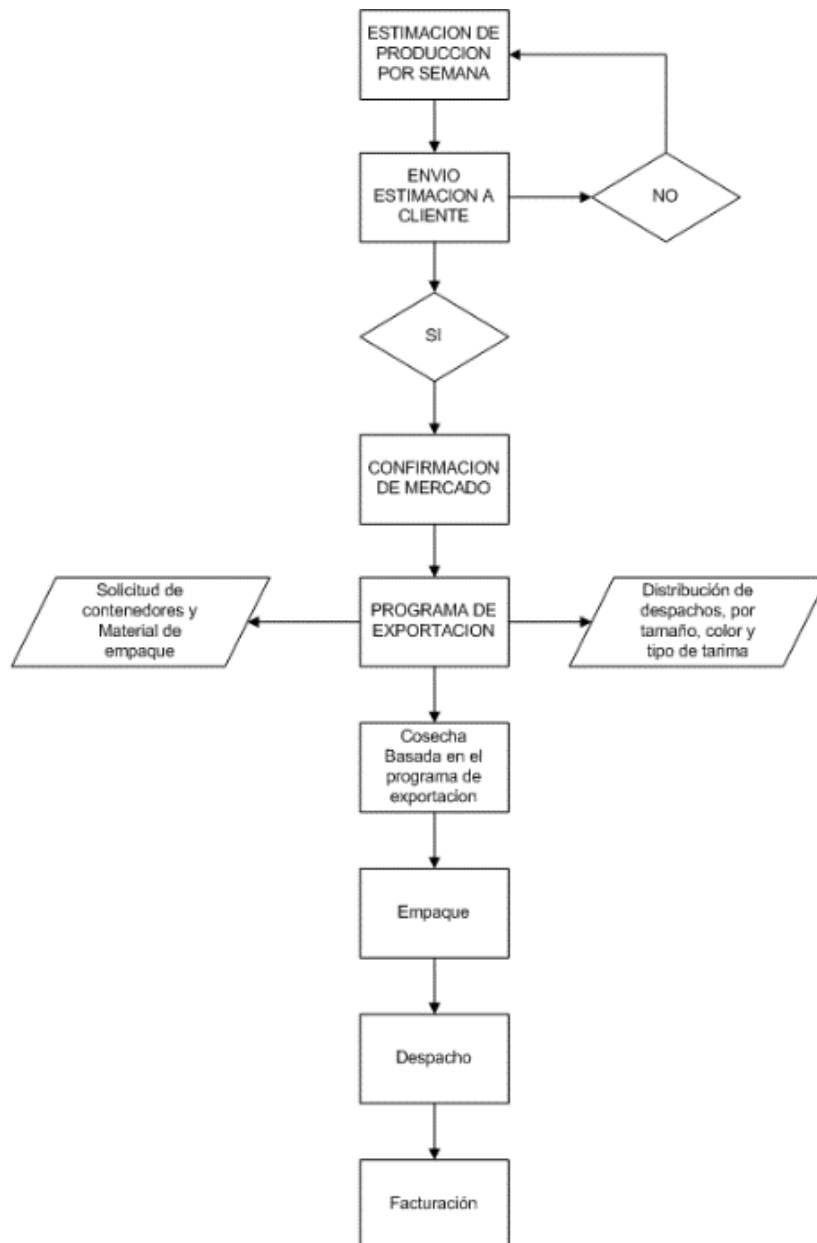 ESTIMACION DE
PRODUCCION
POR SEMANA
ENVIO
ESTIMACION A
CLIENTE
NO
SI
CONFIRMACION
DE MERCADO
Solicitud de
contenedores y
Material de
empaque
PROGRAMA DE
EXPORTACION
Distribución de
despachos, por
tamaño, color y
tipo de tarima
Cosecha
Basada en el
programa de
exportacion
Empaque
Despacho
Facturación